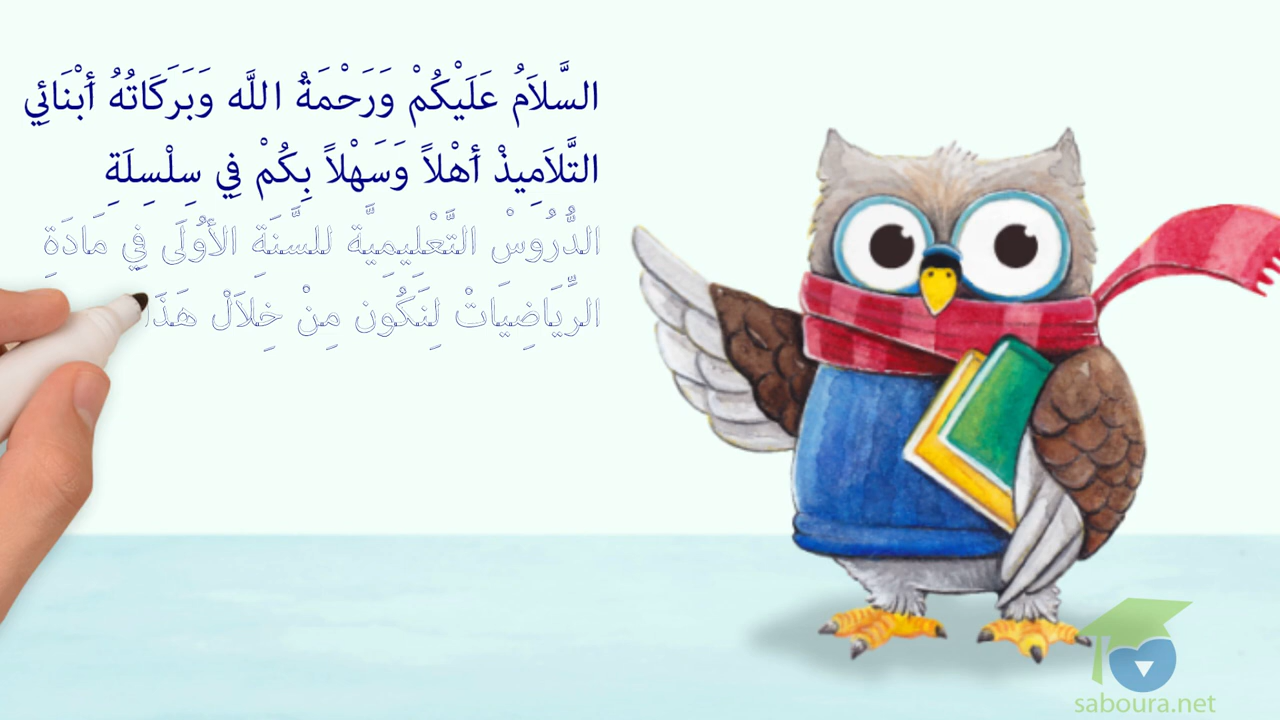 السَّلاَمُ عَلَيْكُمْ وَرَحْمَةُ اللَّه وَبَرَكَاتُهُ أَبْنَائِي
التَّلاَمِيذْ أَهْلاً وَسَهْلاً بِكُمْ فِي سِلْسِلَةِ
الدُّرُوسْ التَّعْلِيمِيَّة للسَّنَةِ الأُولَى فِي مَادَةِ
الرِّيَاضِيَاتْ لِنَكُون مِنْ خِلاَلْ هَذَا
saboura.net